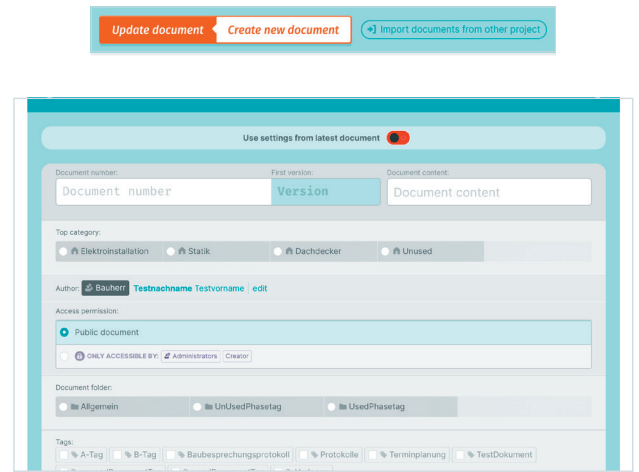 Update document Create new document Import documents from other project
Use settings from latest document
Document number: First version: Document content:
Document number Version Document content
Top category:
Elektroinstallation Statik Dachdecker Unused
Author: Bauherr Testnachname Testvorname edit
Access permission:
Public document
ONLY ACCESSIBLE BY: Administrators Creator
Document folder:
Allgemein UnUsedPhasetag UsedPhasetag
Tags:
A-Tag B-Tag Baubesprechungsprotokoll Protokolle Terminplanung TestDokument